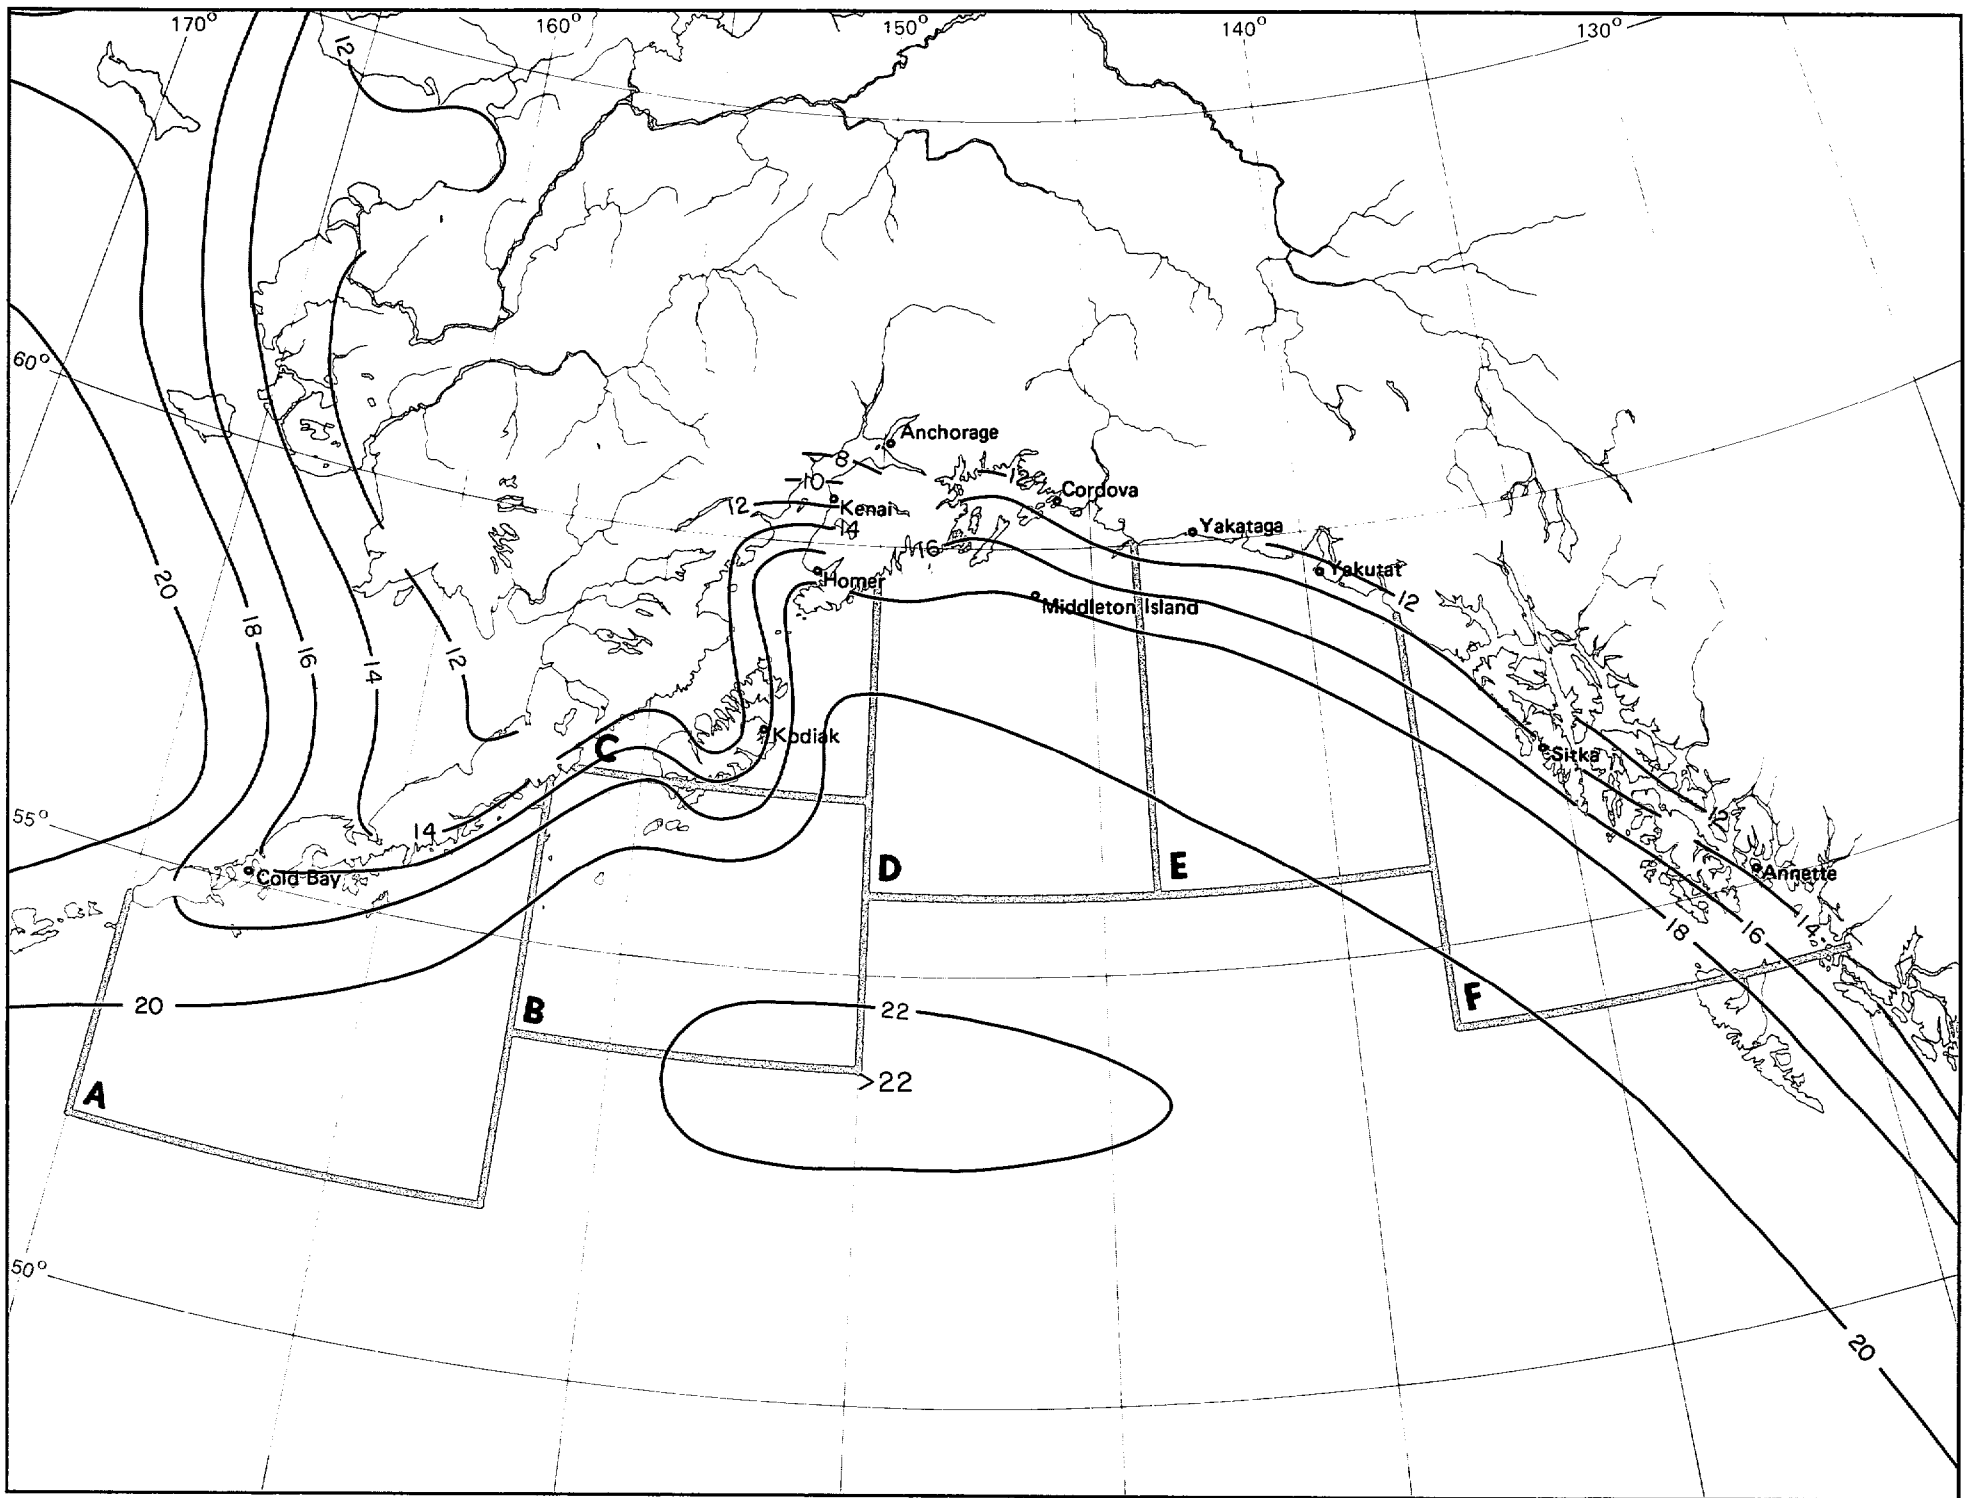 170° 160° 150° 140° 130°
12
60°
Anchorage
8
10
12
Cordova
12
Kenai
14
Yakataga
16
20
Homer
Yakutat
12
Middleton Island
18
16
14
12
Kodiak
C
Sitka
55°
14
12
Cold Bay
D
E
Annette
18
16
14
20
B
22
F
>22
A
50°
20